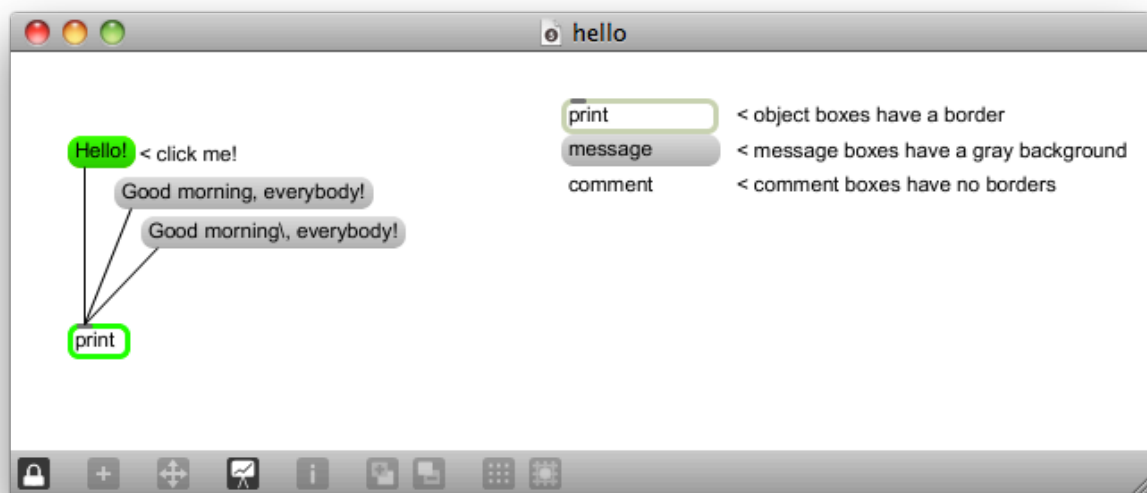 hello
Hello! < click me!
Good morning, everybody!
Good morning\, everybody!
print
print < object boxes have a border
message < message boxes have a gray background
comment < comment boxes have no borders